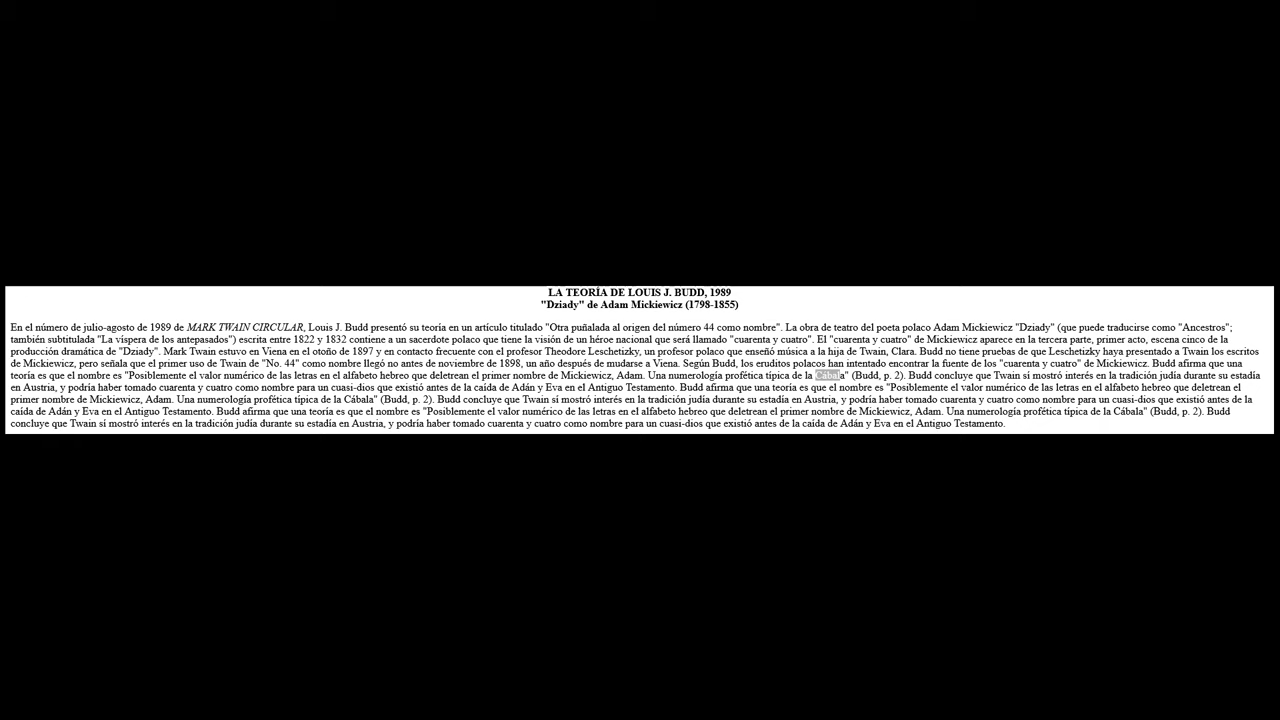 LA TEORÍA DE LOUIS J. BUDD, 1989
"Dziady" de Adam Mickiewicz (1798-1855)
En el número de julio-agosto de 1989 de MARK TWAIN CIRCULAR, Louis J. Budd presentó su teoría en un artículo titulado "Otra puñalada al origen del número 44 como nombre". La obra de teatro del poeta polaco Adam Mickiewicz "Dziady" (que puede traducirse como "Ancestros";
también subtitulada "La víspera de los antepasados") escrita entre 1822 y 1832 contiene a un sacerdote polaco que tiene la visión de un héroe nacional que será llamado "cuarenta y cuatro". El "cuarenta y cuatro" de Mickiewicz aparece en la tercera parte, primer acto, escena cinco de la
producción dramática de "Dziady". Mark Twain estuvo en Viena en el otoño de 1897 y en contacto frecuente con el profesor Theodore Leschetizky, un profesor polaco que enseñó música a la hija de Twain, Clara. Budd no tiene pruebas de que Leschetizky haya presentado a Twain los escritos
de Mickiewicz, pero señala que el primer uso de Twain de "No. 44" como nombre llegó no antes de noviembre de 1898, un año después de mudarse a Viena. Según Budd, los eruditos polacos han intentado encontrar la fuente de los "cuarenta y cuatro" de Mickiewicz. Budd afirma que una
teoría es que el nombre es "Posiblemente el valor numérico de las letras en el alfabeto hebreo que deletrean el primer nombre de Mickiewicz, Adam. Una numerología profética típica de la Cábala" (Budd, p. 2). Budd concluye que Twain sí mostró interés en la tradición judía durante su estadía
en Austria, y podría haber tomado cuarenta y cuatro como nombre para un cuasi-dios que existió antes de la caída de Adán y Eva en el Antiguo Testamento. Budd afirma que una teoría es que el nombre es "Posiblemente el valor numérico de las letras en el alfabeto hebreo que deletrean el
primer nombre de Mickiewicz, Adam. Una numerología profética típica de la Cábala" (Budd, p. 2). Budd concluye que Twain sí mostró interés en la tradición judía durante su estadía en Austria, y podría haber tomado cuarenta y cuatro como nombre para un cuasi-dios que existió antes de la
caída de Adán y Eva en el Antiguo Testamento. Budd afirma que una teoría es que el nombre es "Posiblemente el valor numérico de las letras en el alfabeto hebreo que deletrean el primer nombre de Mickiewicz, Adam. Una numerología profética típica de la Cábala" (Budd, p. 2). Budd
concluye que Twain sí mostró interés en la tradición judía durante su estadía en Austria, y podría haber tomado cuarenta y cuatro como nombre para un cuasi-dios que existió antes de la caída de Adán y Eva en el Antiguo Testamento.